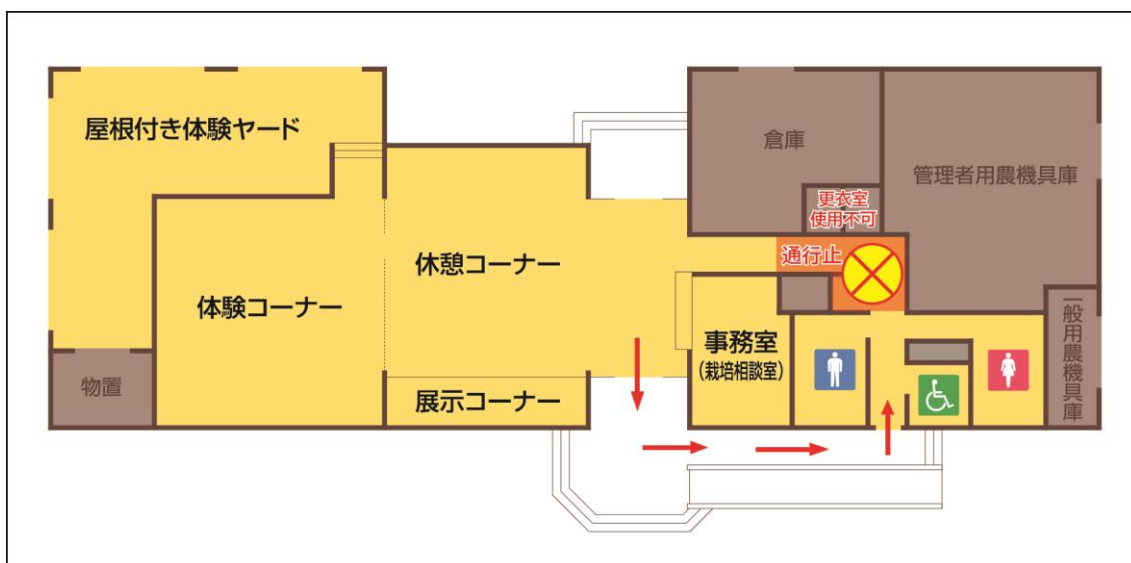 屋根付き体験ヤード
倉庫
管理者用農機具庫
更衣室
使用不可
通行止
休憩コーナー
体験コーナー
事務室
(栽培相談室)
一般用農機具庫
物置
展示コーナー